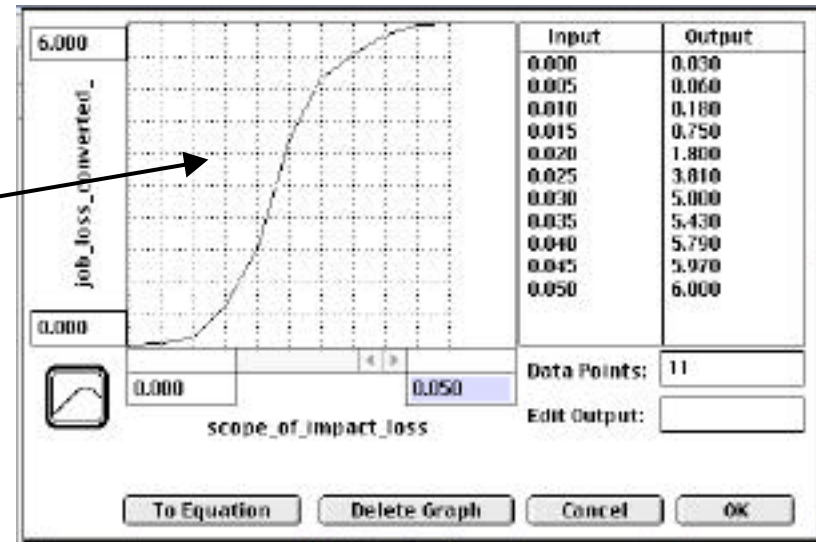 6.000
job_loss_converted_
0.000
0.000
0.050
scope_of_impact_loss
Input Output
0.000 0.030
0.005 0.060
0.010 0.180
0.015 0.750
0.020 1.800
0.025 3.810
0.030 5.000
0.035 5.430
0.040 5.790
0.045 5.970
0.050 6.000
Data Points: 11
Edit Output:
To Equation
Delete Graph
Cancel
OK